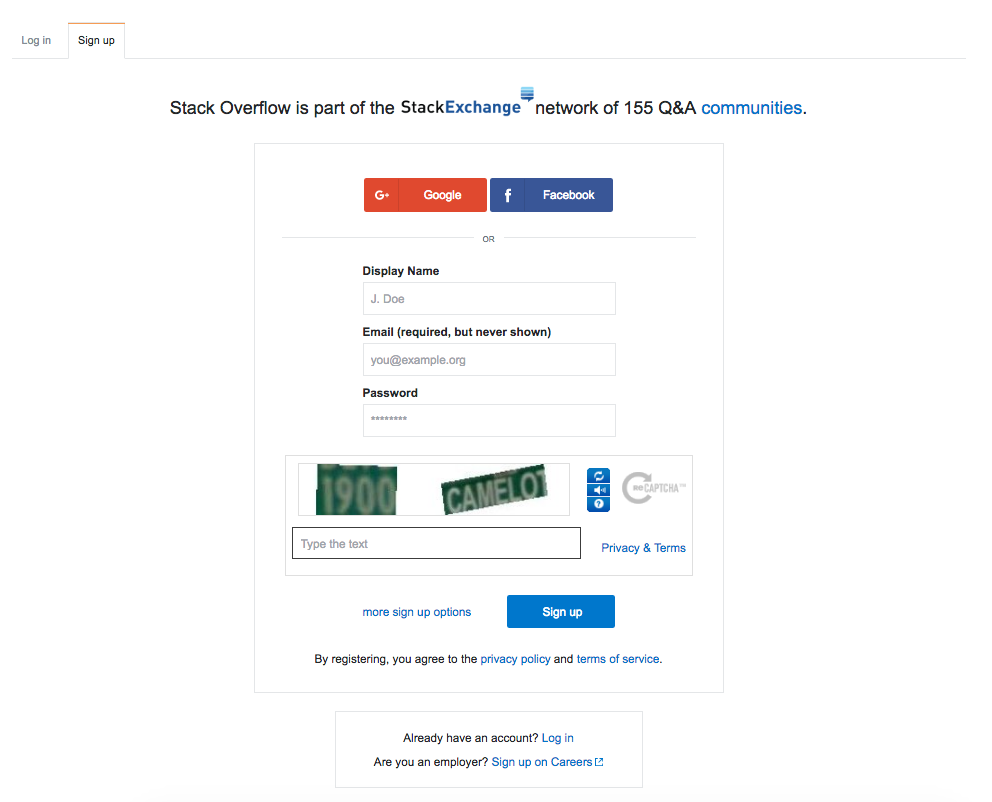 Log in
Sign up
Stack Overflow is part of the StackExchange network of 155 Q&A communities.
G+ Google
f Facebook
OR
Display Name
J. Doe
Email (required, but never shown)
you@example.org
Password
********
1900 CAMELOT
? reCAPTCHA™
Type the text
Privacy & Terms
more sign up options
Sign up
By registering, you agree to the privacy policy and terms of service.
Already have an account? Log in
Are you an employer? Sign up on Careers